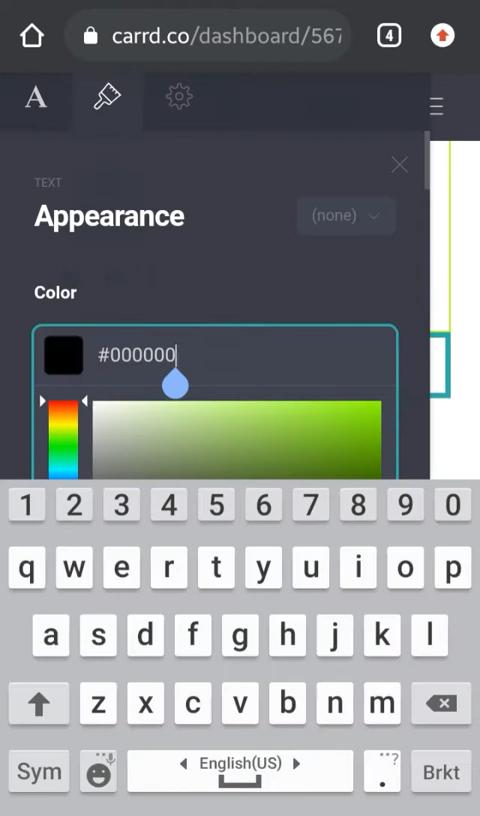 carrd.co/dashboard/567
4
A
TEXT
Appearance
(none)
Color
#000000
1 2 3 4 5 6 7 8 9 0
q w e r t y u i o p
a s d f g h j k l
z x c v b n m
Sym
English(US)
. ?
Brkt